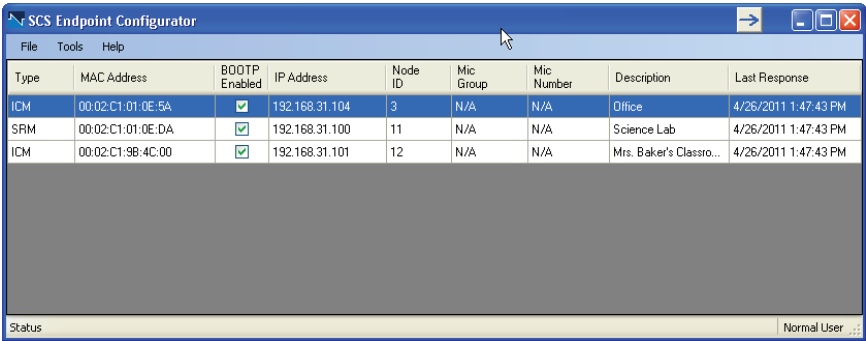 SCS Endpoint Configurator
File Tools Help
Type MAC Address BOOTP Enabled IP Address Node ID Mic Group Mic Number Description Last Response
ICM 00:02:C1:01:0E:5A 192.168.31.104 3 N/A N/A Office 4/26/2011 1:47:43 PM
SRM 00:02:C1:01:0E:DA 192.168.31.100 11 N/A N/A Science Lab 4/26/2011 1:47:43 PM
ICM 00:02:C1:9B:4C:00 192.168.31.101 12 N/A N/A Mrs. Baker's Classro... 4/26/2011 1:47:43 PM
Status Normal User